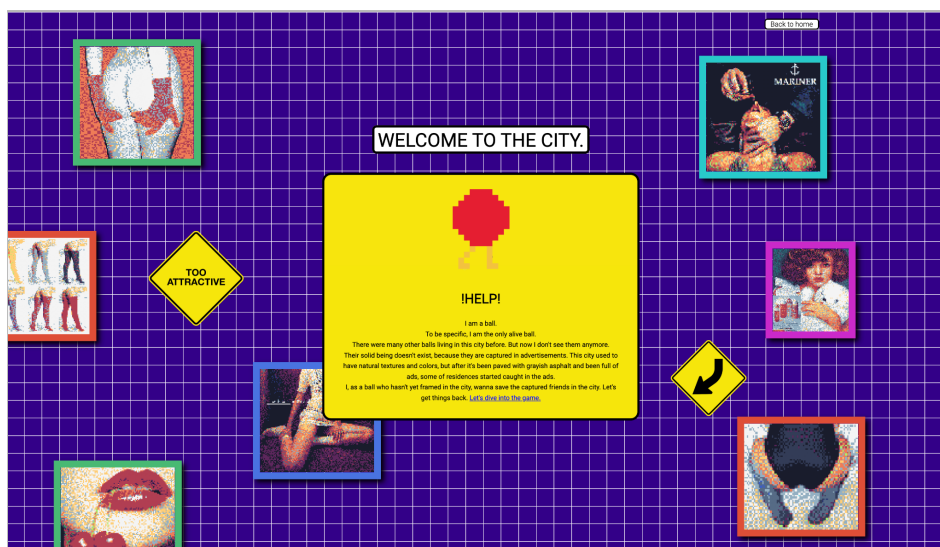 Back to home
MARINER
WELCOME TO THE CITY.
TOO
ATTRACTIVE
!HELP!
I am a ball.
To be specific, I am the only alive ball.
There were many other balls living in this city before. But now I don't see them anymore.
Their solid being doesn't exist, because they are captured in advertisements. This city used to
have natural textures and colors, but after it's been paved with grayish asphalt and been full of
ads, some of residences started caught in the ads.
I, as a ball who hasn't yet framed in the city, wanna save the captured friends in the city. Let's
get things back. Let's dive into the game.